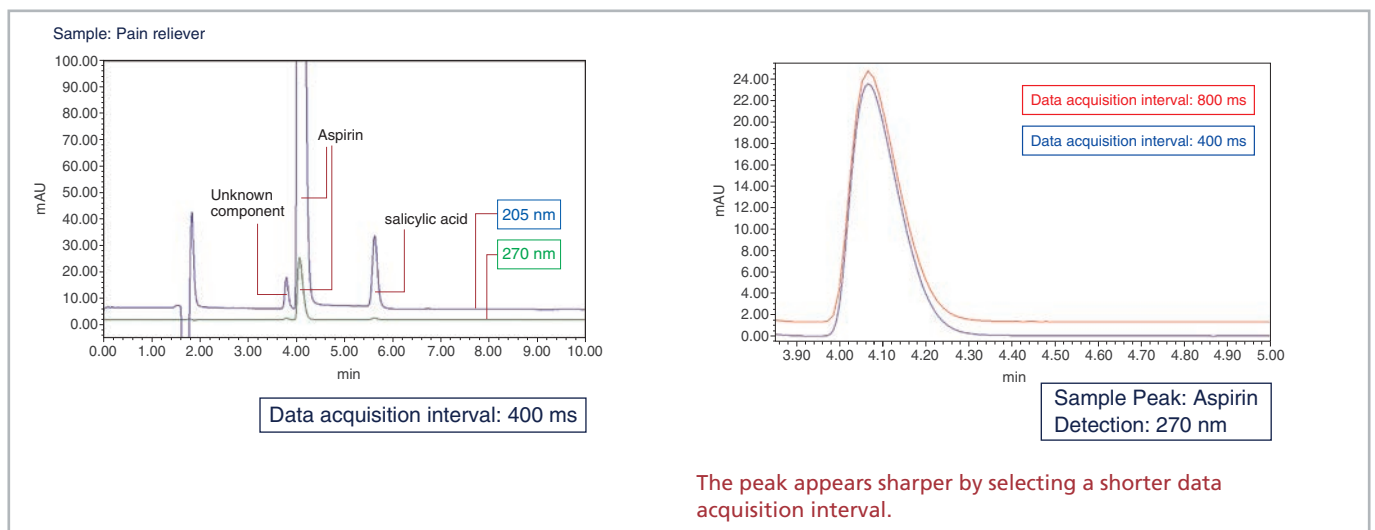 Sample: Pain reliever
100.00
90.00
80.00
70.00
60.00
50.00
40.00
30.00
20.00
10.00
0.00
mAU
Aspirin
Unknown
component
salicylic acid
205 nm
270 nm
0.00 1.00 2.00 3.00 4.00 5.00 6.00 7.00 8.00 9.00 10.00
min
Data acquisition interval: 400 ms
24.00
22.00
20.00
18.00
16.00
14.00
12.00
10.00
8.00
6.00
4.00
2.00
0.00
mAU
Data acquisition interval: 800 ms
Data acquisition interval: 400 ms
3.90 4.00 4.10 4.20 4.30 4.40 4.50 4.60 4.70 4.80 4.90 5.00
min
Sample Peak: Aspirin
Detection: 270 nm
The peak appears sharper by selecting a shorter data
acquisition interval.